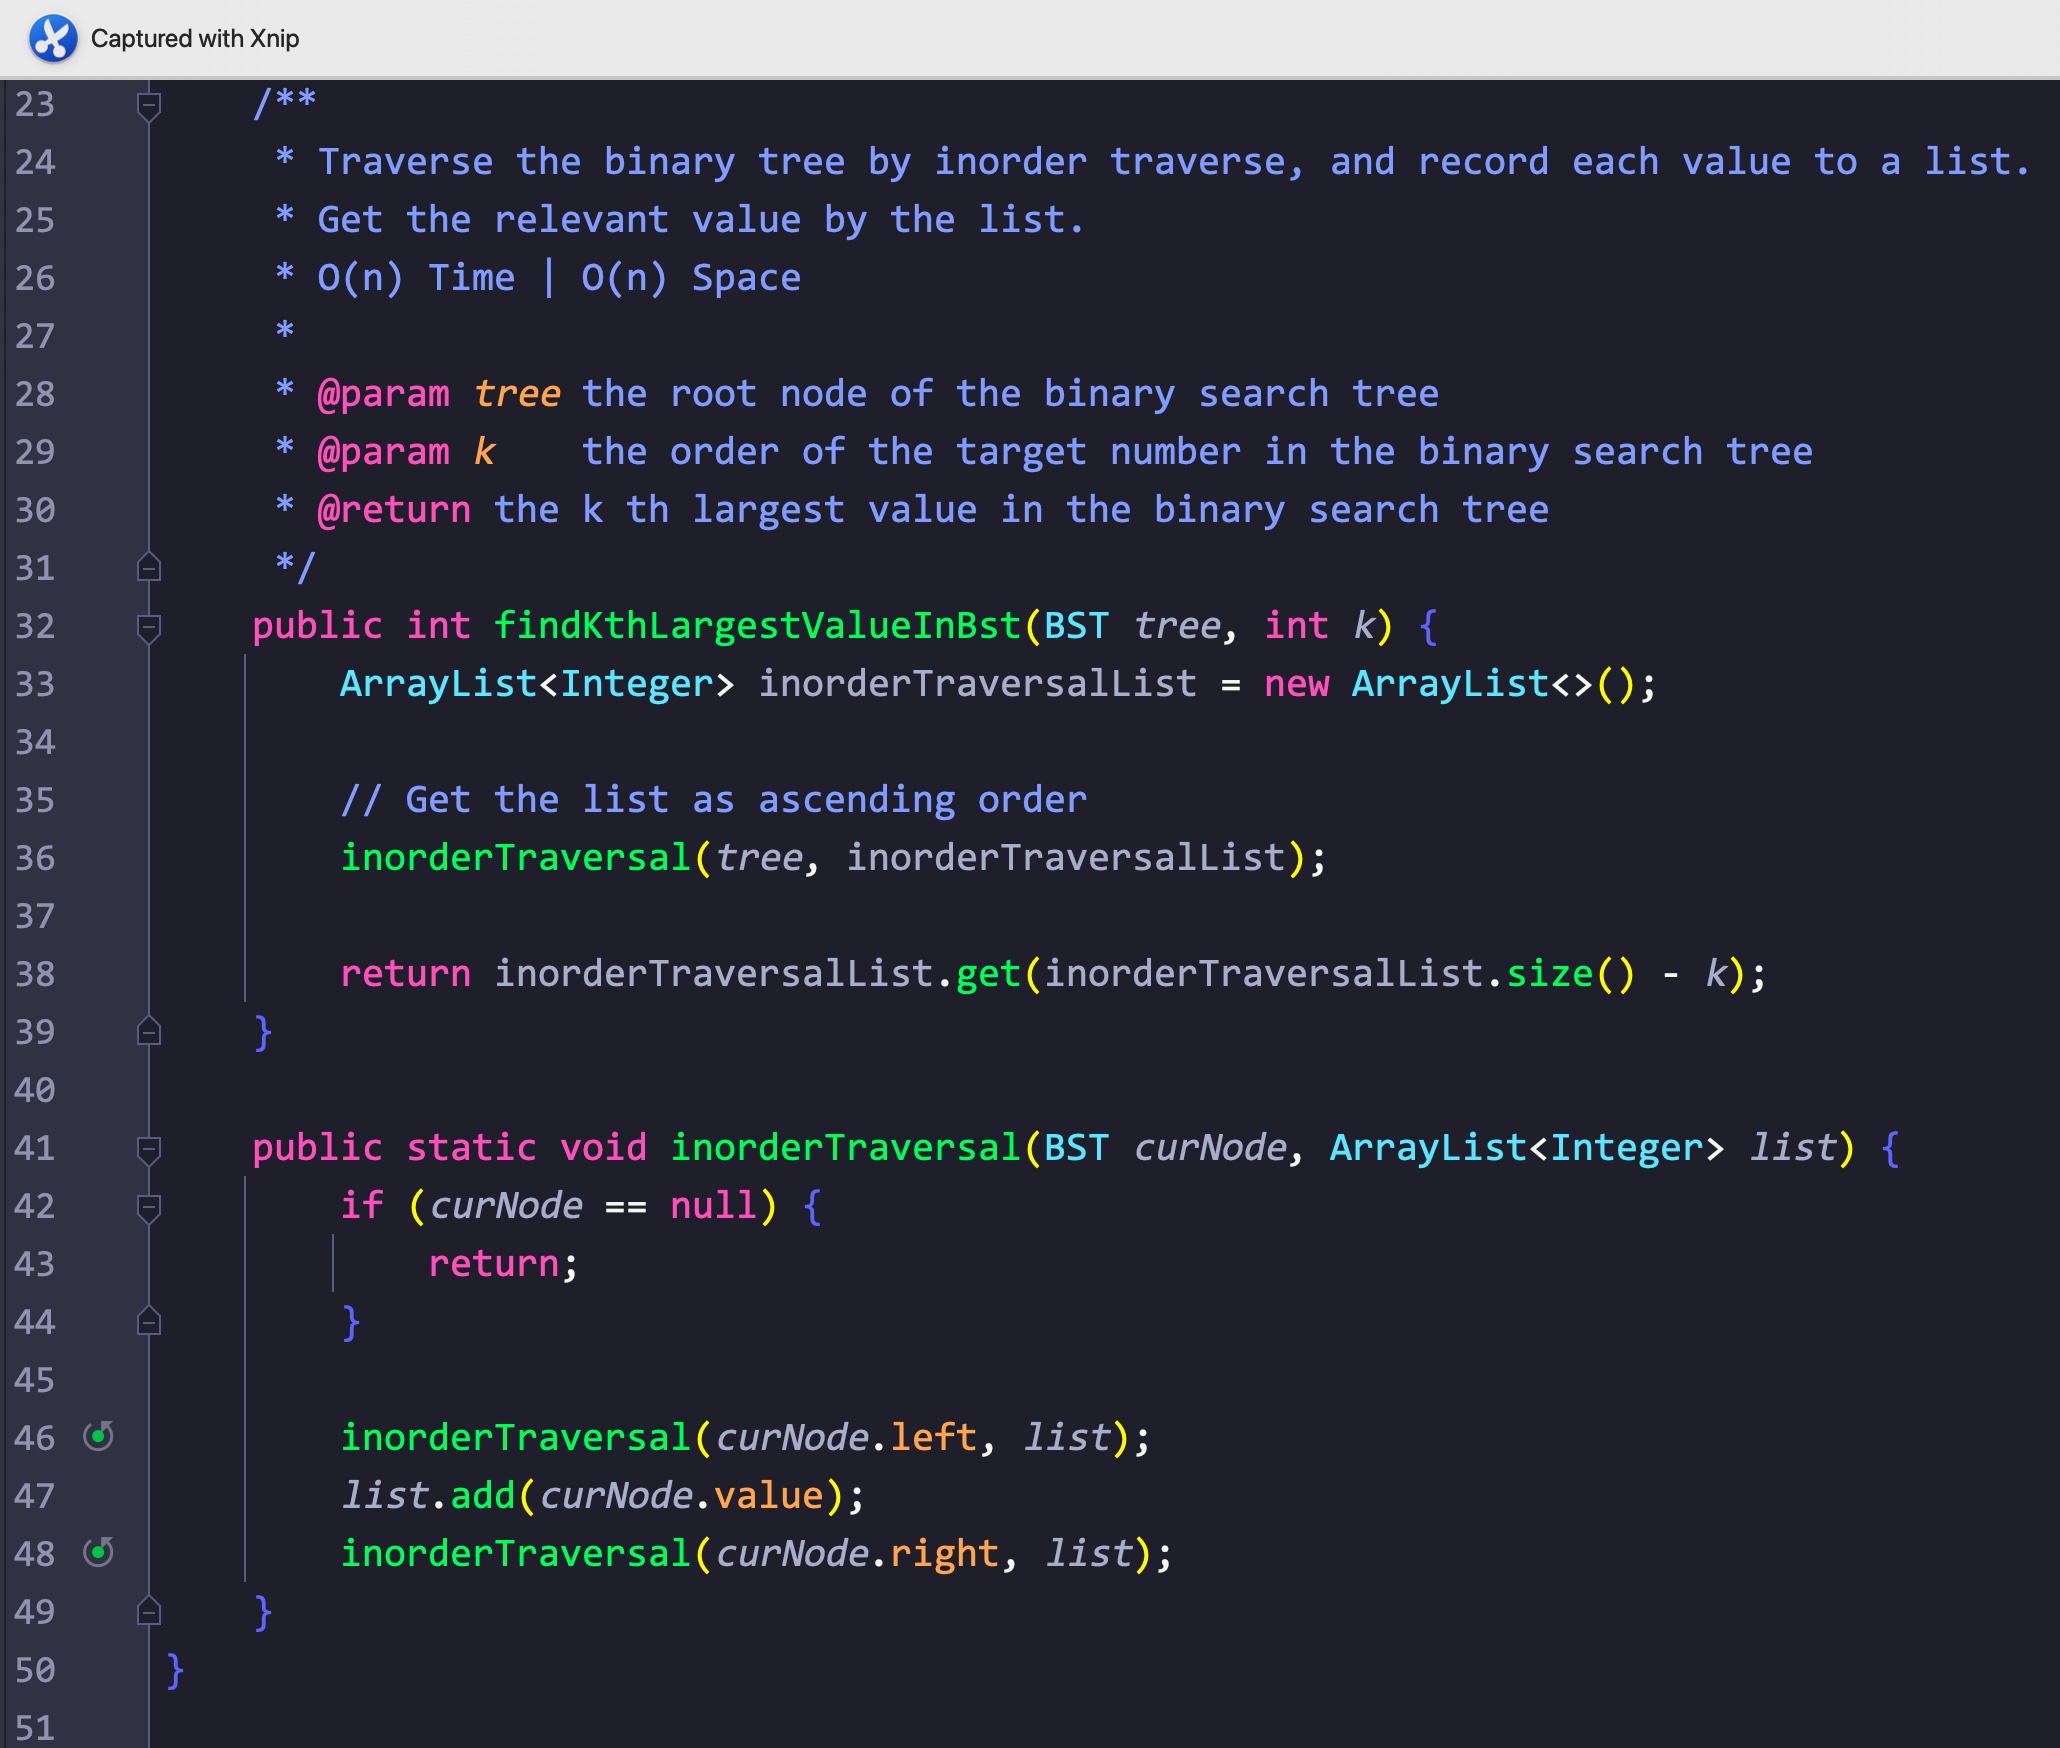 Captured with Xnip
23 /**
24 * Traverse the binary tree by inorder traverse, and record each value to a list.
25 * Get the relevant value by the list.
26 * O(n) Time | O(n) Space
27 *
28 * @param tree the root node of the binary search tree
29 * @param k    the order of the target number in the binary search tree
30 * @return the k th largest value in the binary search tree
31 */
32 public int findKthLargestValueInBst(BST tree, int k) {
33     ArrayList<Integer> inorderTraversalList = new ArrayList<>();
34
35     // Get the list as ascending order
36     inorderTraversal(tree, inorderTraversalList);
37
38     return inorderTraversalList.get(inorderTraversalList.size() - k);
39 }
40
41 public static void inorderTraversal(BST curNode, ArrayList<Integer> list) {
42     if (curNode == null) {
43         return;
44     }
45
46     inorderTraversal(curNode.left, list);
47     list.add(curNode.value);
48     inorderTraversal(curNode.right, list);
49 }
50 }
51